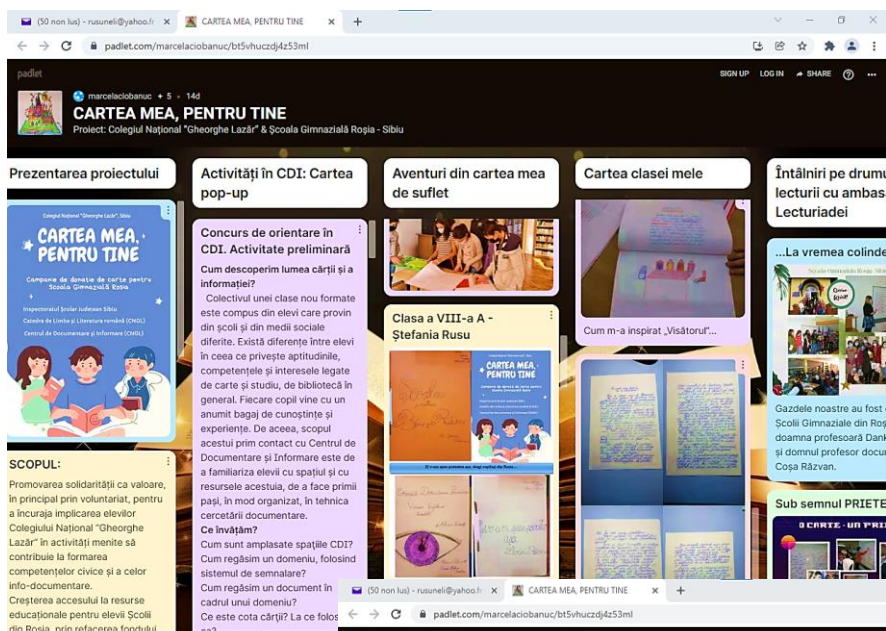 (50 non lus) - rusuneli@yahoo.fr
CARTEA MEA, PENTRU TINE
padlet.com/marcelaciobanuc/bt5vhuczdj4z53ml
padlet
SIGN UP LOG IN SHARE
marcelaciobanuc + 5 • 14d
CARTEA MEA, PENTRU TINE
Proiect: Colegiul Național "Gheorghe Lazăr" & Școala Gimnazială Roșia - Sibiu
Prezentarea proiectului
Colegiul Național "Gheorghe Lazăr", Sibiu
CARTEA MEA,
PENTRU TINE
Campanie de donație de carte pentru
Școala Gimnazială Roșia
Inspectoratul Școlar Județean Sibiu
Catedra de Limba și Literatura română (CNGL)
Centrul de Documentare și Informare (CNGL)
SCOPUL:
Promovarea solidarității ca valoare,
în principal prin voluntariat, pentru
a încuraja implicarea elevilor
Colegiului Național "Gheorghe
Lazăr" în activități menite să
contribuie la formarea
competențelor civice și a celor
info-documentare.
Creșterea accesului la resurse
educaționale pentru elevii Școlii
din Roșia, prin refacerea fondului
Activități în CDI: Cartea
pop-up
Concurs de orientare în
CDI. Activitate preliminară
Cum descoperim lumea cărții și a
informației?
Colectivul unei clase nou formate
este compus din elevi care provin
din școli și din medii sociale
diferite. Există diferențe între elevi
în ceea ce privește aptitudinile,
competențele și interesele legate
de carte și studiu, de bibliotecă în
general. Fiecare copil vine cu un
anumit bagaj de cunoștințe și
experiențe. De aceea, scopul
acestui prim contact cu Centrul de
Documentare și Informare este de
a familiariza elevii cu spațiul și cu
resursele acestuia, de a face primii
pași, în mod organizat, în tehnica
cercetării documentare.
Ce învățăm?
Cum sunt amplasate spațiile CDI?
Cum regăsim un domeniu, folosind
sistemul de semnalare?
Cum regăsim un document în
cadrul unui domeniu?
Ce este cota cărții? La ce folos
Aventuri din cartea mea
de suflet
Clasa a VIII-a A -
Ștefania Rusu
CARTEA MEA,
PENTRU TINE
Cartea clasei mele
Cum m-a inspirat „Visătorul”...
Întâlniri pe drumu
lecturii cu ambas
Lecturiadei
...La vremea colinde
Gazdele noastre au fost
Școlii Gimnaziale din Roș
doamna profesoară Dank
și domnul profesor docu
Coșa Răzvan.
Sub semnul PRIETE
O CARTE - UN PRI
(50 non lus) - rusuneli@yahoo.fr
CARTEA MEA, PENTRU TINE
padlet.com/marcelaciobanuc/bt5vhuczdj4z53ml